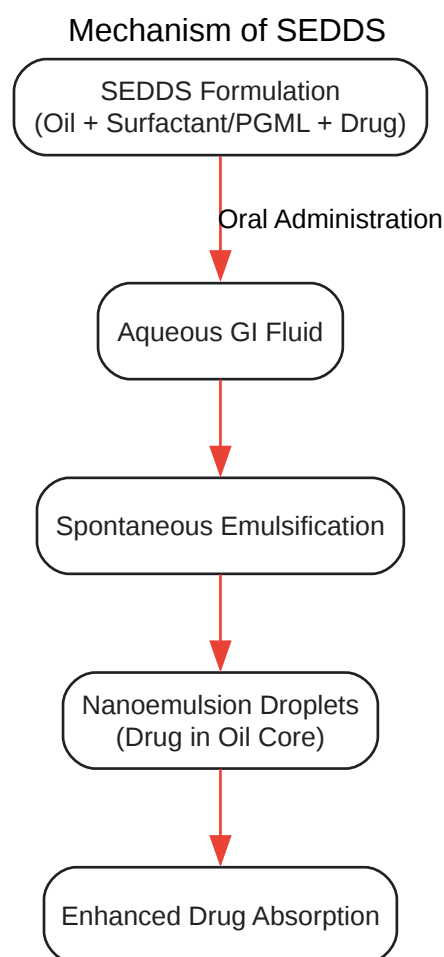 Mechanism of SEDDS
SEDDS Formulation
(Oil + Surfactant/PGML + Drug)
Oral Administration
Aqueous GI Fluid
Spontaneous Emulsification
Nanoemulsion Droplets
(Drug in Oil Core)
Enhanced Drug Absorption